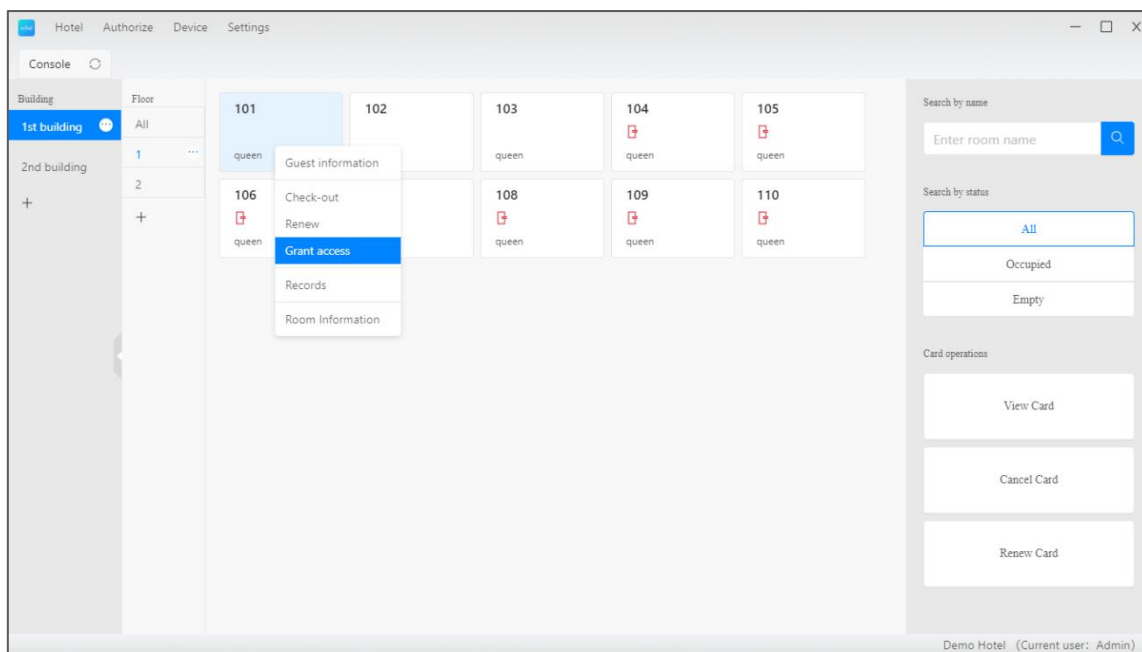 Hotel Authorize Device Settings
Console
Building
1st building
2nd building
+
Floor
All
1
2
+
101
queen
102
103
queen
104
queen
105
queen
106
queen
108
queen
109
queen
110
queen
Guest information
Check-out
Renew
Grant access
Records
Room Information
Search by name
Enter room name
Search by status
All
Occupied
Empty
Card operations
View Card
Cancel Card
Renew Card
Demo Hotel (Current user: Admin)